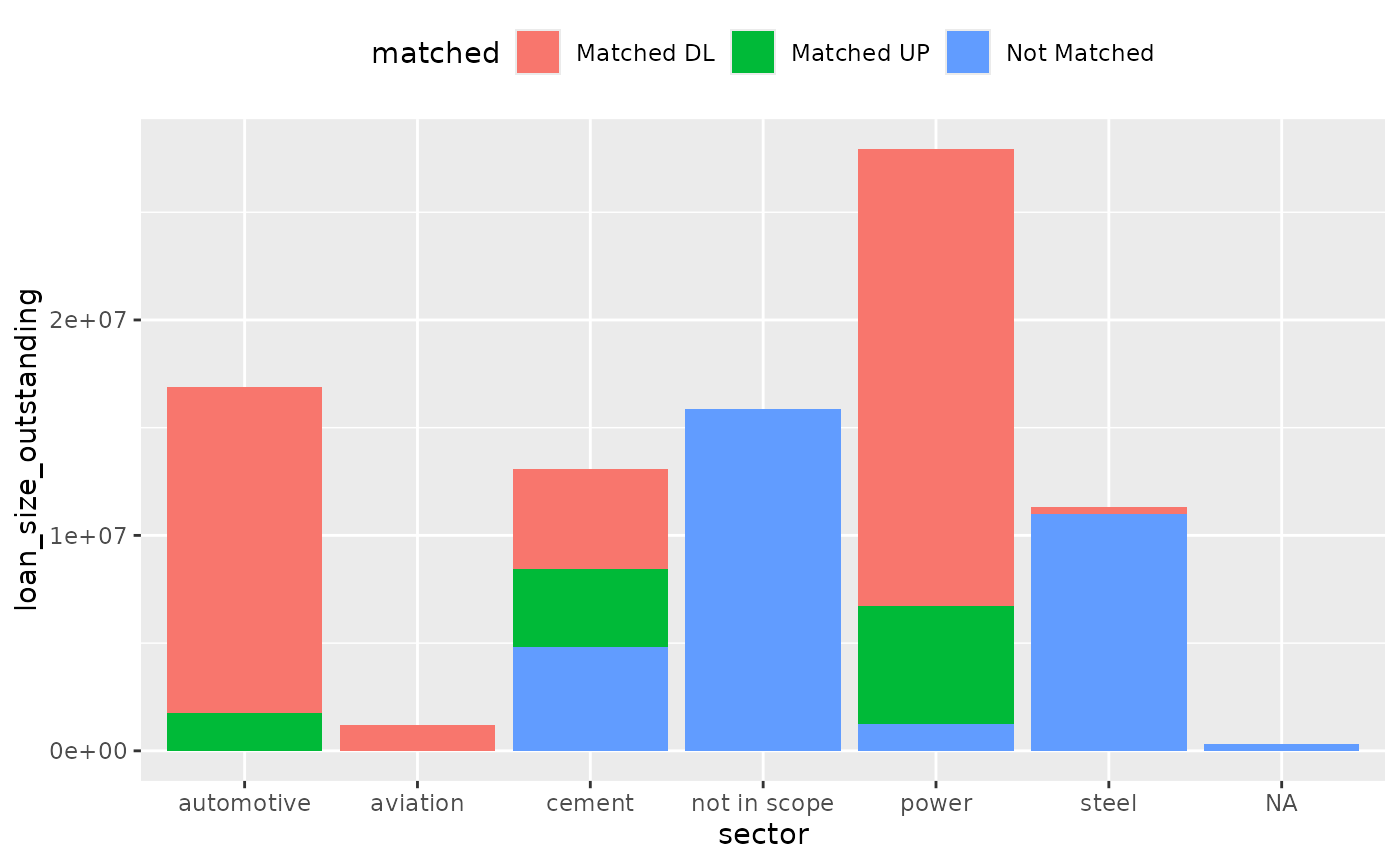 matched Matched DL Matched UP Not Matched
loan_size_outstanding
2e+07
1e+07
0e+00
automotive aviation cement not in scope power steel NA
sector